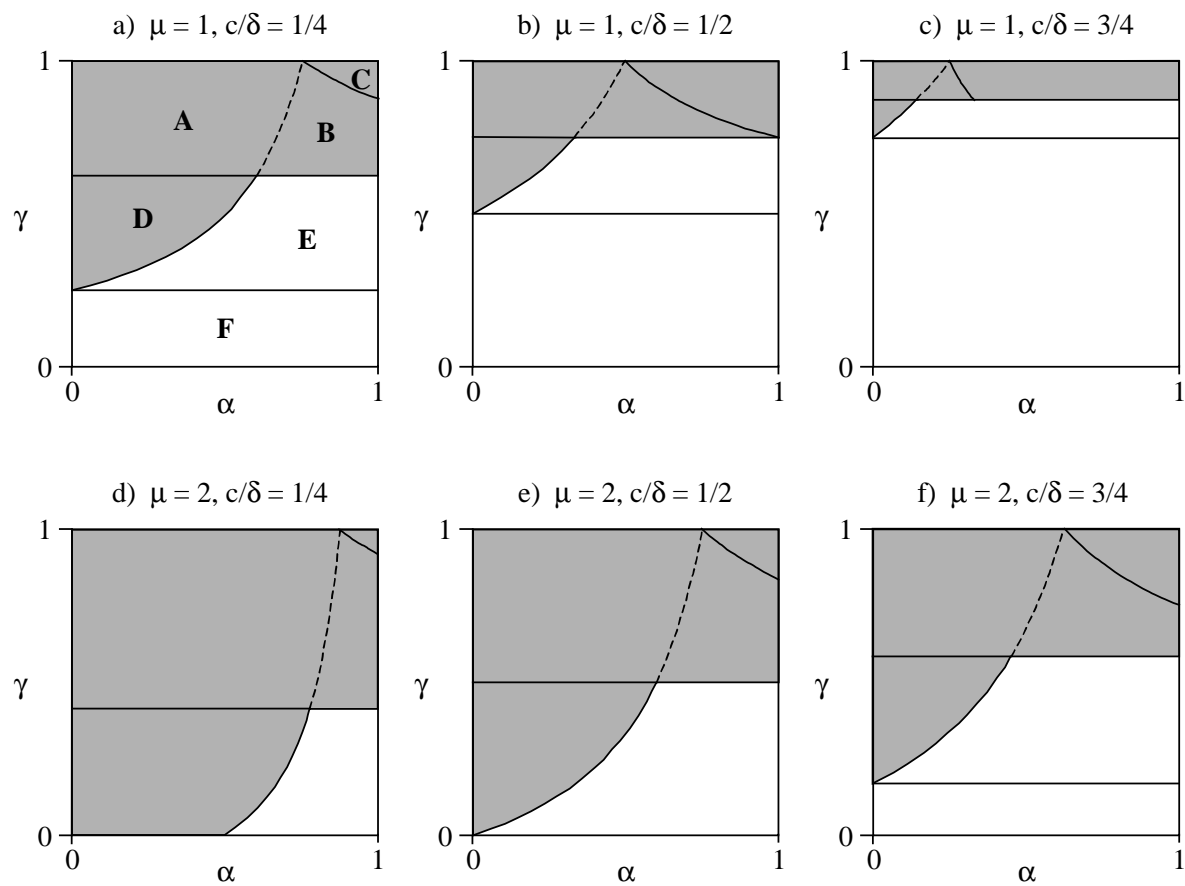 a) μ = 1, c/δ = 1/4
b) μ = 1, c/δ = 1/2
c) μ = 1, c/δ = 3/4
1
C
A
B
γ
D
E
F
0
0
α
1
1
γ
0
0
α
1
1
γ
0
0
α
1
d) μ = 2, c/δ = 1/4
e) μ = 2, c/δ = 1/2
f) μ = 2, c/δ = 3/4
1
γ
0
0
α
1
1
γ
0
0
α
1
1
γ
0
0
α
1